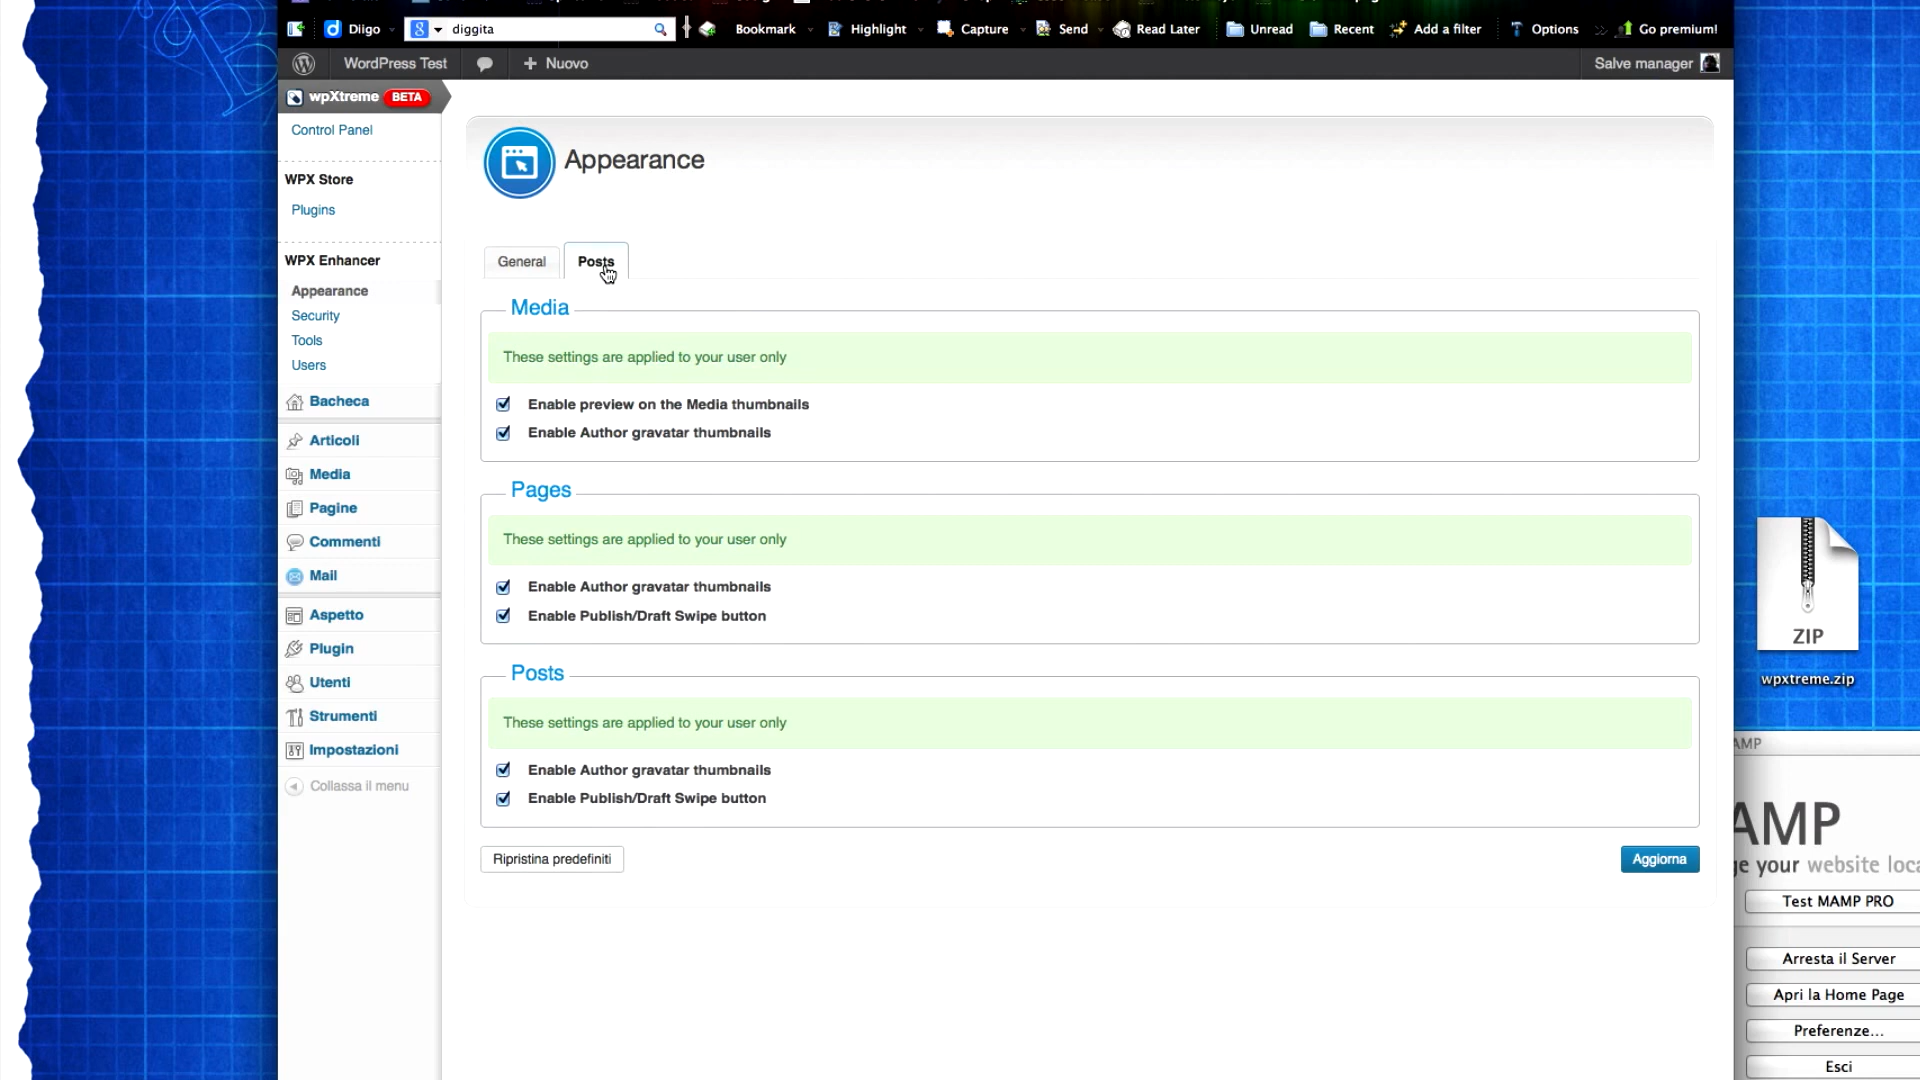 Diigo diggita Bookmark Highlight Capture Send Read Later Unread Recent Add a filter Options Go premium!
WordPress Test + Nuevo Salve manager
wpXtreme BETA
Control Panel
WPX Store
Plugins
WPX Enhancer
Appearance
Security
Tools
Users
Bacheca
Articoli
Media
Pagine
Commenti
Mail
Aspetto
Plugin
Utenti
Strumenti
Impostazioni
Collassa il menu
Appearance
General Posts
Media
These settings are applied to your user only
Enable preview on the Media thumbnails
Enable Author gravatar thumbnails
Pages
These settings are applied to your user only
Enable Author gravatar thumbnails
Enable Publish/Draft Swipe button
Posts
These settings are applied to your user only
Enable Author gravatar thumbnails
Enable Publish/Draft Swipe button
Ripristina predefiniti Aggiorna
ZIP
wpxtreme.zip
AMP
AMP
ge your website loca
Test MAMP PRO
Arresta il Server
Apri la Home Page
Preferenze...
Esci